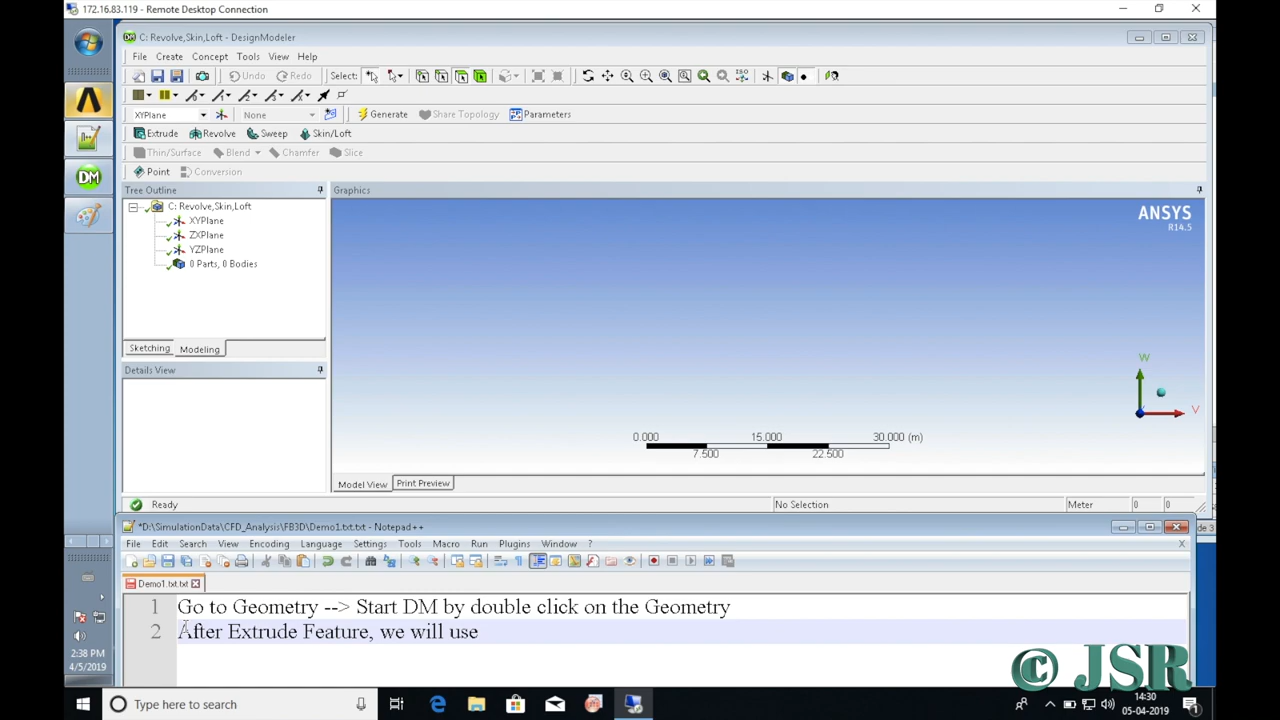 172.16.83.119 - Remote Desktop Connection
C: Revolve,Skin,Loft - DesignModeler
File Create Concept Tools View Help
Undo Redo Select:
XYPlane None Generate Share Topology Parameters
Extrude Revolve Sweep Skin/Loft
Thin/Surface Blend Chamfer Slice
Point Conversion
Tree Outline
C: Revolve,Skin,Loft
XYPlane
ZXPlane
YZPlane
0 Parts, 0 Bodies
Sketching Modeling
Details View
Graphics
ANSYS
R14.5
W
V
0.000 15.000 30.000 (m)
7.500 22.500
Model View Print Preview
Ready No Selection Meter 0 0
*D:\SimulationData\CFD_Analysis\FB3D\Demo1.txt.txt - Notepad++
File Edit Search View Encoding Language Settings Tools Macro Run Plugins Window ? X
Demo1.txt.txt
1 Go to Geometry --> Start DM by double click on the Geometry
2 After Extrude Feature, we will use
DM
2:38 PM
4/5/2019
© JSR
Type here to search
14:30
05-04-2019